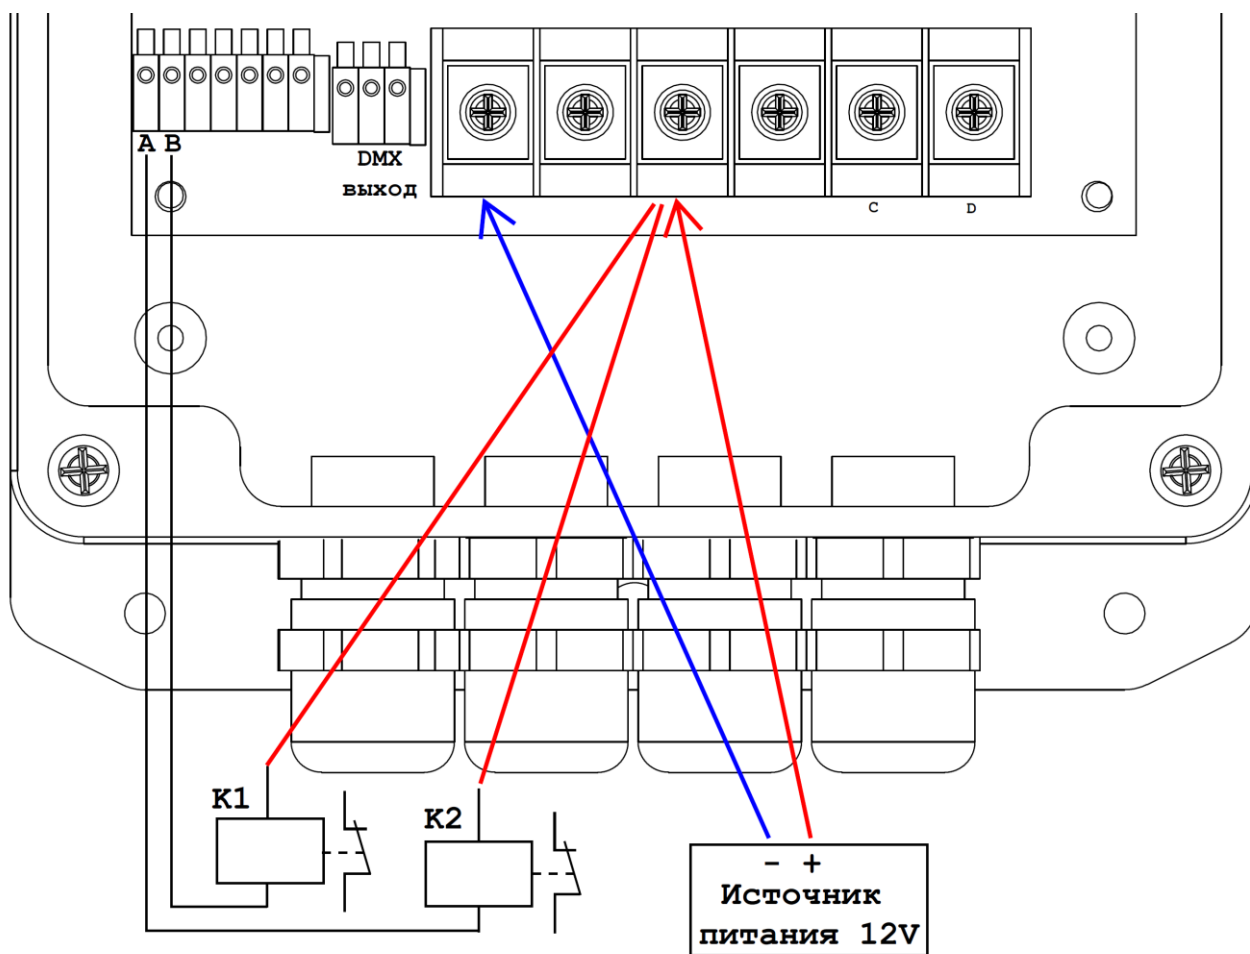 A B
DMX
выход
C D
K1
K2
- +
Источник
питания 12V